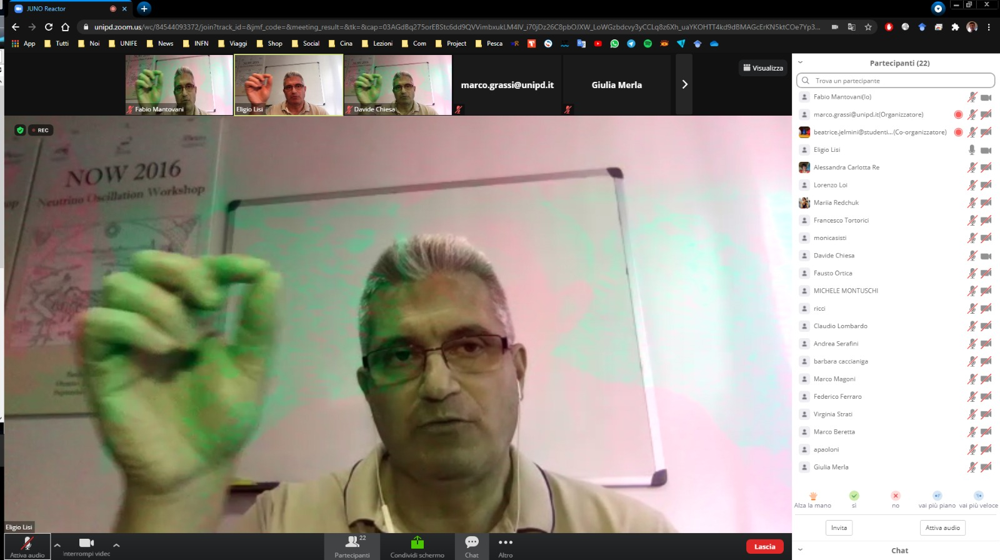 JUNO Reactor
unipd.zoom.us/wc/84544093372/join?track_id=&jmf_code=&meeting_result=&tk=&cap=
App Tutti Noi UNIFE News INFN Viaggi Shop Social Cina Lezioni Com Project Pesca
Fabio Mantovani
Eligio Lisi
Davide Chiesa
marco.grassi@unipd.it
Giulia Merla
Visualizza
REC
NOW 2016
Neutrino Oscillation Workshop
Eligio Lisi
Partecipanti (22)
Trova un partecipante
Fabio Mantovani(Io)
marco.grassi@unipd.it(Organizzatore)
beatrice.jelmini@studenti...(Co-organizzatore)
Eligio Lisi
Alessandra Carlotta Re
Lorenzo Loi
Mariia Redchuk
Francesco Tortorici
monicasisti
Davide Chiesa
Fausto Ortica
MICHELE MONTUSCHI
ricci
Claudio Lombardo
Andrea Serafini
barbara caccianiga
Marco Magoni
Federico Ferraro
Virginia Strati
Marco Beretta
apaoloni
Giulia Merla
Alza la mano sì no vai più piano vai più veloce
Invita Attiva audio
Chat
Attiva audio
Interrompi video
22
Partecipanti
Condividi schermo
Chat
Altro
Lascia